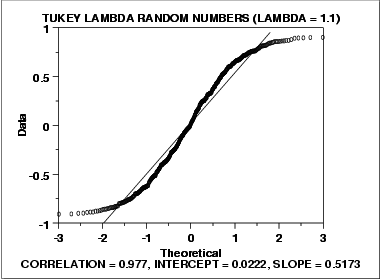 TUKEY LAMBDA RANDOM NUMBERS (LAMBDA = 1.1)
1
0.5
0
-0.5
-1
Data
-3 -2 -1 0 1 2 3
Theoretical
CORRELATION = 0.977, INTERCEPT = 0.0222, SLOPE = 0.5173